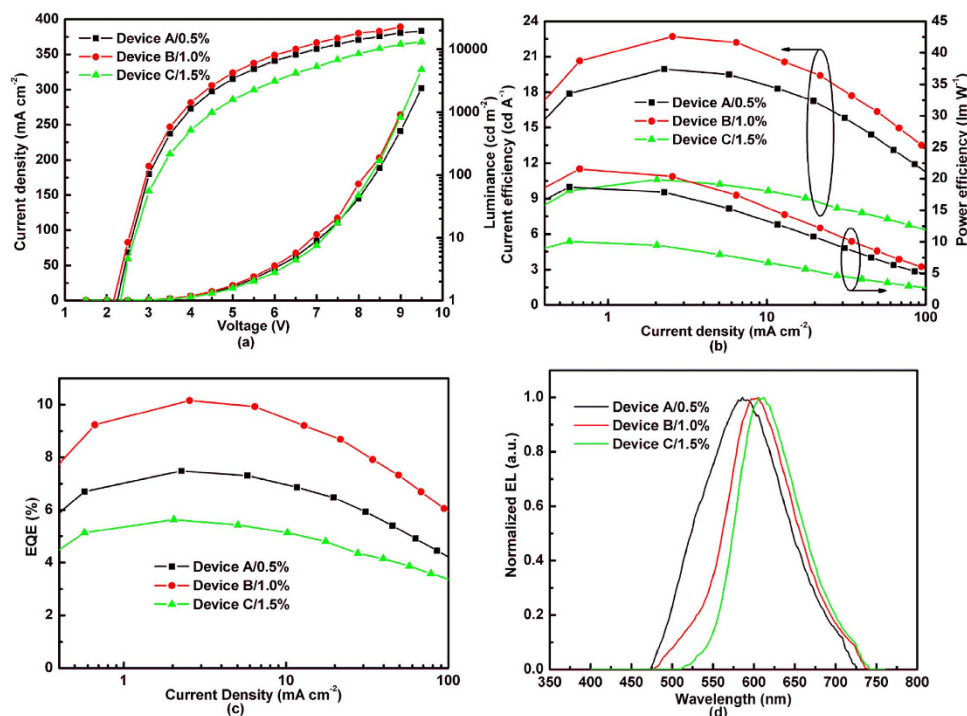 Device A/0.5%
Device B/1.0%
Device C/1.5%
400
350
300
250
200
150
100
50
0
10000
1000
100
10
1
1 2 3 4 5 6 7 8 9 10
Current density (mA cm-2)
Luminance (cd m-2)
Voltage (V)
(a)
24
21
18
15
12
9
6
3
0
45
40
35
30
25
20
15
10
5
0
Device A/0.5%
Device B/1.0%
Device C/1.5%
1 10 100
Current efficiency (cd A-1)
Power efficiency (lm W-1)
Current density (mA cm-2)
(b)
10
8
6
4
2
0
Device A/0.5%
Device B/1.0%
Device C/1.5%
1 10 100
EQE (%)
Current Density (mA cm-2)
(c)
1.0
0.8
0.6
0.4
0.2
0.0
Device A/0.5%
Device B/1.0%
Device C/1.5%
350 400 450 500 550 600 650 700 750 800
Normalized EL (a.u.)
Wavelength (nm)
(d)